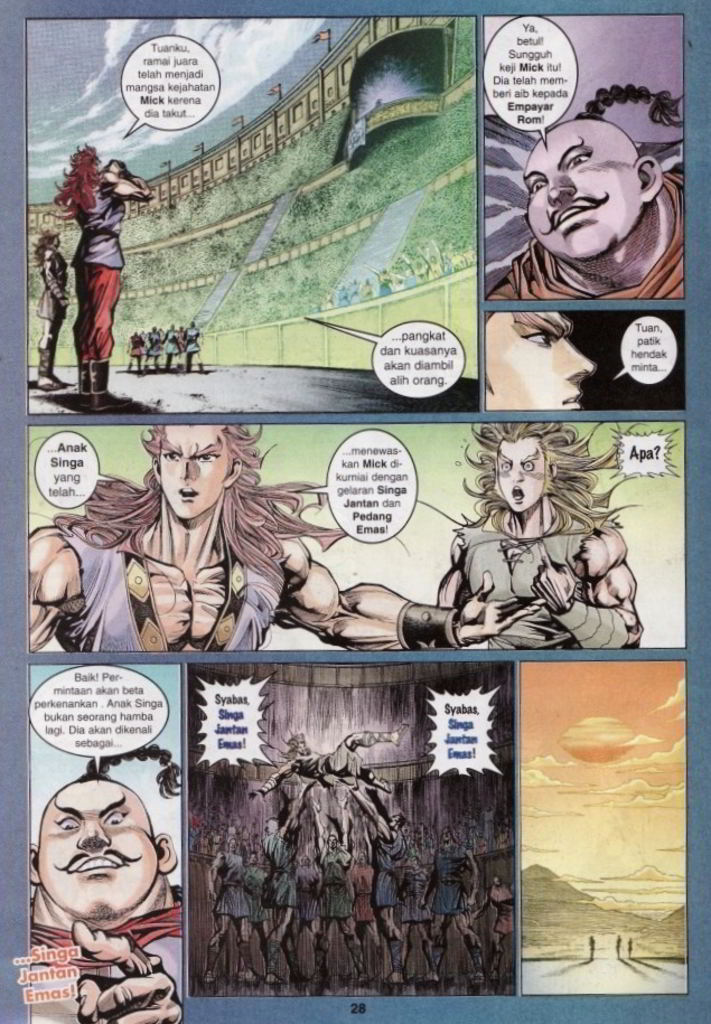 Tuanku,
ramai juara
telah menjadi
mangsa kejahatan
Mick kerena
dia takut...
...pangkat
dan kuasanya
akan diambil
alih orang.
Ya,
betul!
Sungguh
keji Mick itu!
Dia telah mem-
beri aib kepada
Empayar
Rom!
Tuan,
patik
hendak
minta...
...Anak
Singa
yang
telah...
...menewas-
kan Mick di-
kurniai dengan
gelaran Singa
Jantan dan
Pedang
Emas!
Apa?
Baik! Per-
mintaan akan beta
perkenankan . Anak Singa
bukan seorang hamba
lagi. Dia akan dikenali
sebagai...
...Singa
Jantan
Emas!
Syabas,
Singa
Jantan
Emas!
Syabas,
Singa
Jantan
Emas!
28